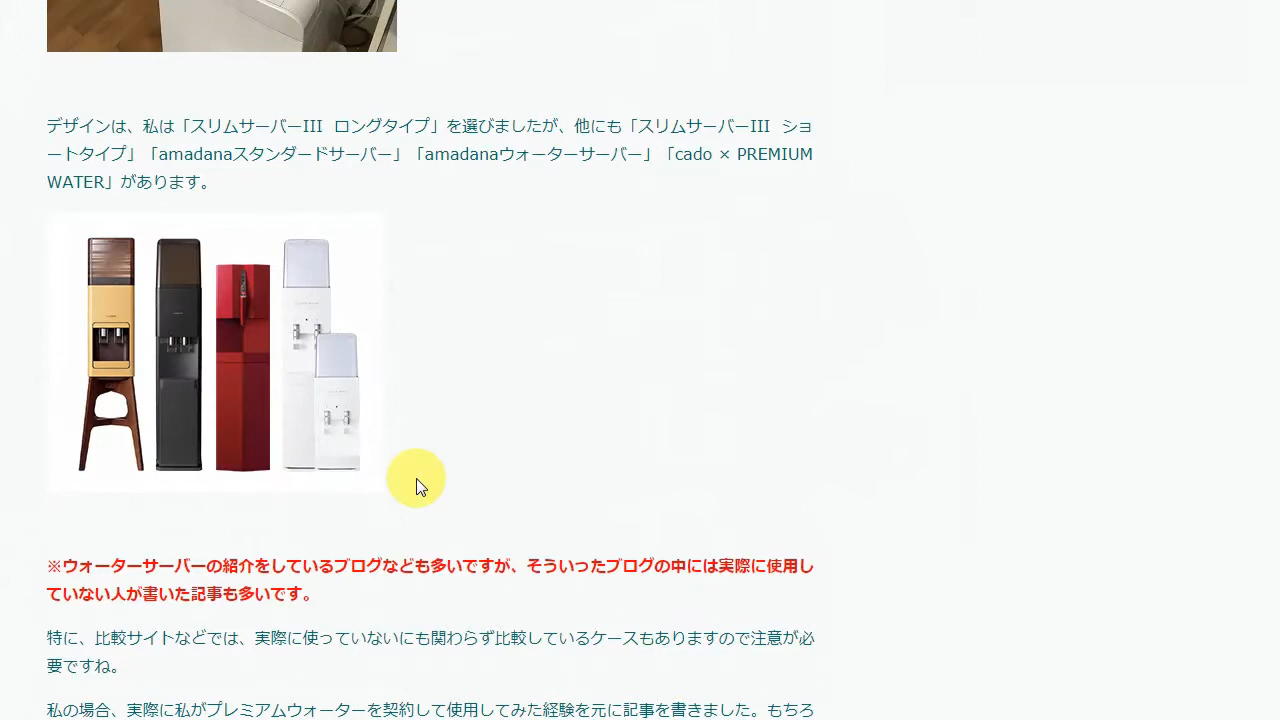 デザインは、私は「スリムサーバーIII ロングタイプ」を選びましたが、他にも「スリムサーバーIII ショ
ートタイプ」「amadanaスタンダードサーバー」「amadanaウォーターサーバー」「cado × PREMIUM
WATER」があります。
※ウォーターサーバーの紹介をしているブログなども多いですが、そういったブログの中には実際に使用し
ていない人が書いた記事も多いです。
特に、比較サイトなどでは、実際に使っていないにも関わらず比較しているケースもありますので注意が必
要ですね。
私の場合、実際に私がプレミアムウォーターを契約して使用してみた経験を元に記事を書きました。もちろ